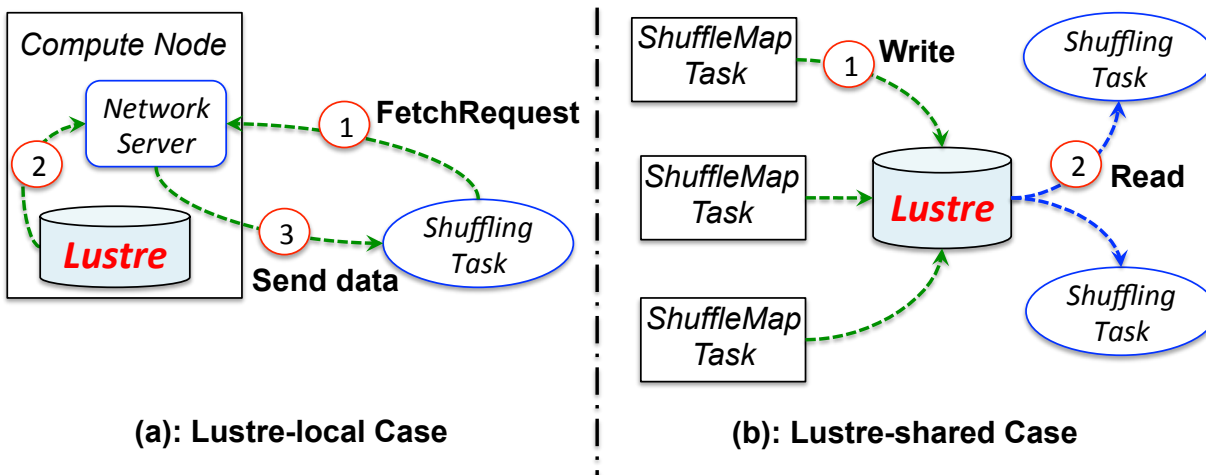 Compute Node
Network
Server
1
FetchRequest
2
Lustre
3
Send data
Shuffling
Task
(a): Lustre-local Case
ShuffleMap
Task
1
Write
Shuffling
Task
ShuffleMap
Task
Lustre
2
Read
ShuffleMap
Task
Shuffling
Task
(b): Lustre-shared Case